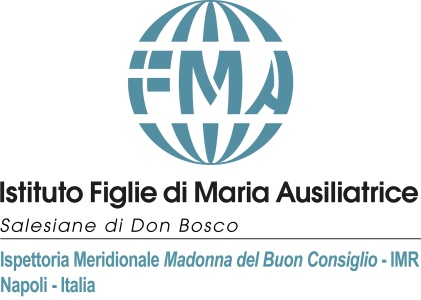 FMA
Istituto Figlie di Maria Ausiliatrice
Salesiane di Don Bosco
Ispettoria Meridionale Madonna del Buon Consiglio - IMR
Napoli - Italia